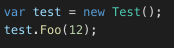 var test = new Test();
test.Foo(12);